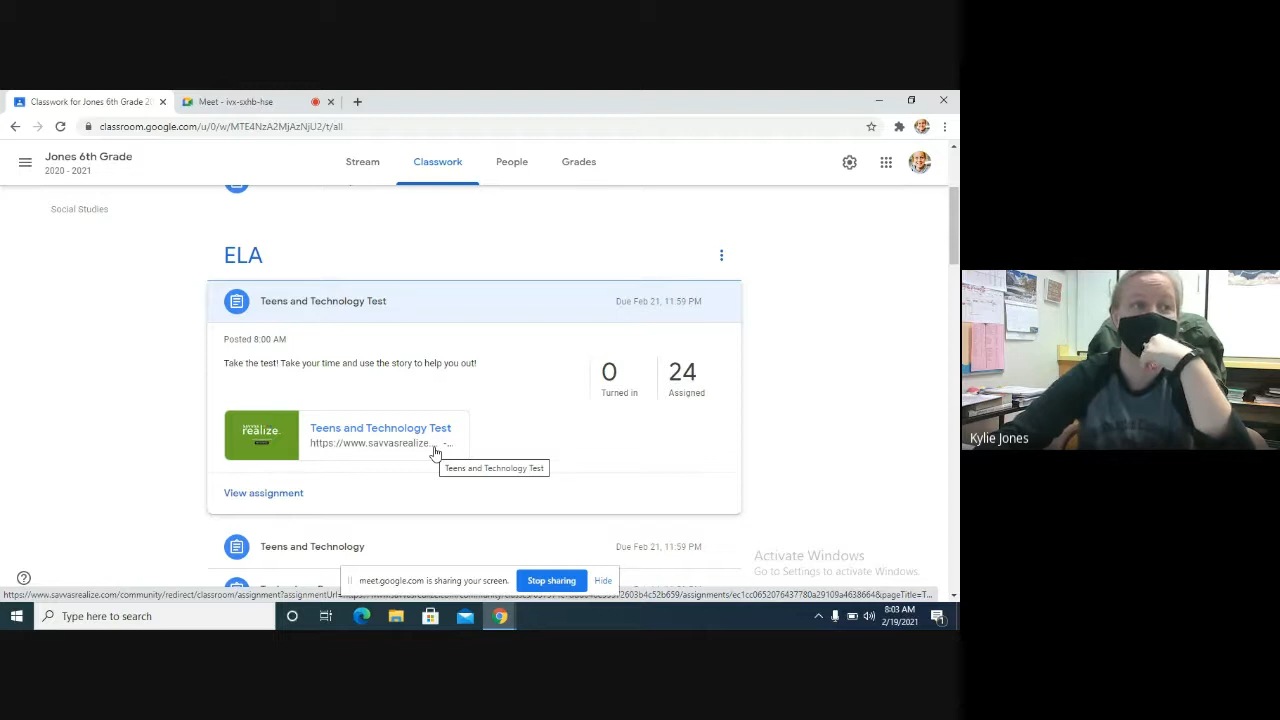 Classwork for Jones 6th Grade 2
Meet - ivx-sxhb-hse
classroom.google.com/u/0/w/MTE4NzA2MjAzNjU2/t/all
Jones 6th Grade
2020 - 2021
Stream
Classwork
People
Grades
Social Studies
ELA
Teens and Technology Test
Due Feb 21, 11:59 PM
Posted 8:00 AM
Take the test! Take your time and use the story to help you out!
0
Turned in
24
Assigned
SAVVAS
realize.
Teens and Technology Test
https://www.savvasrealize.... -...
Teens and Technology Test
View assignment
Teens and Technology
Due Feb 21, 11:59 PM
Activate Windows
Go to Settings to activate Windows.
meet.google.com is sharing your screen.
Stop sharing
Hide
Type here to search
8:03 AM
2/19/2021
1
Kylie Jones